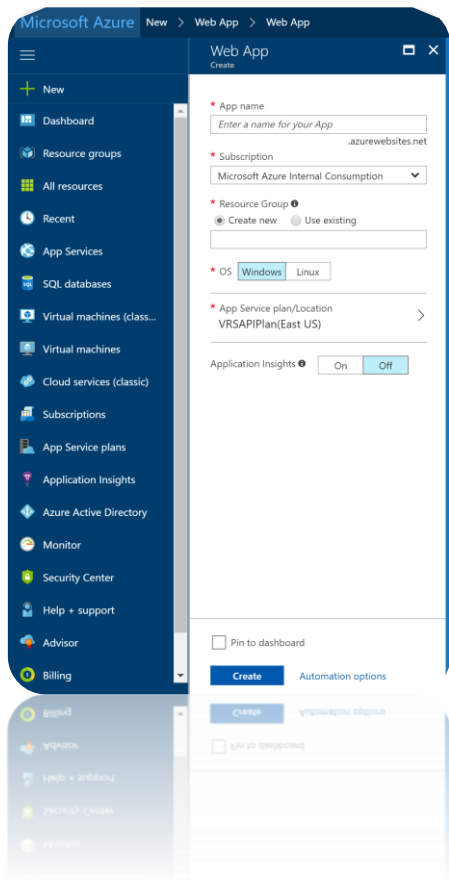 Microsoft Azure New > Web App > Web App
Web App
Create
New
Dashboard
Resource groups
All resources
Recent
App Services
SQL databases
Virtual machines (class...
Virtual machines
Cloud services (classic)
Subscriptions
App Service plans
Application Insights
Azure Active Directory
Monitor
Security Center
Help + support
Advisor
Billing
* App name
Enter a name for your App
.azurewebsites.net
* Subscription
Microsoft Azure Internal Consumption
* Resource Group
Create new Use existing
* OS Windows Linux
* App Service plan/Location
VRSAPIPlan(East US)
Application Insights On Off
Pin to dashboard
Create Automation options